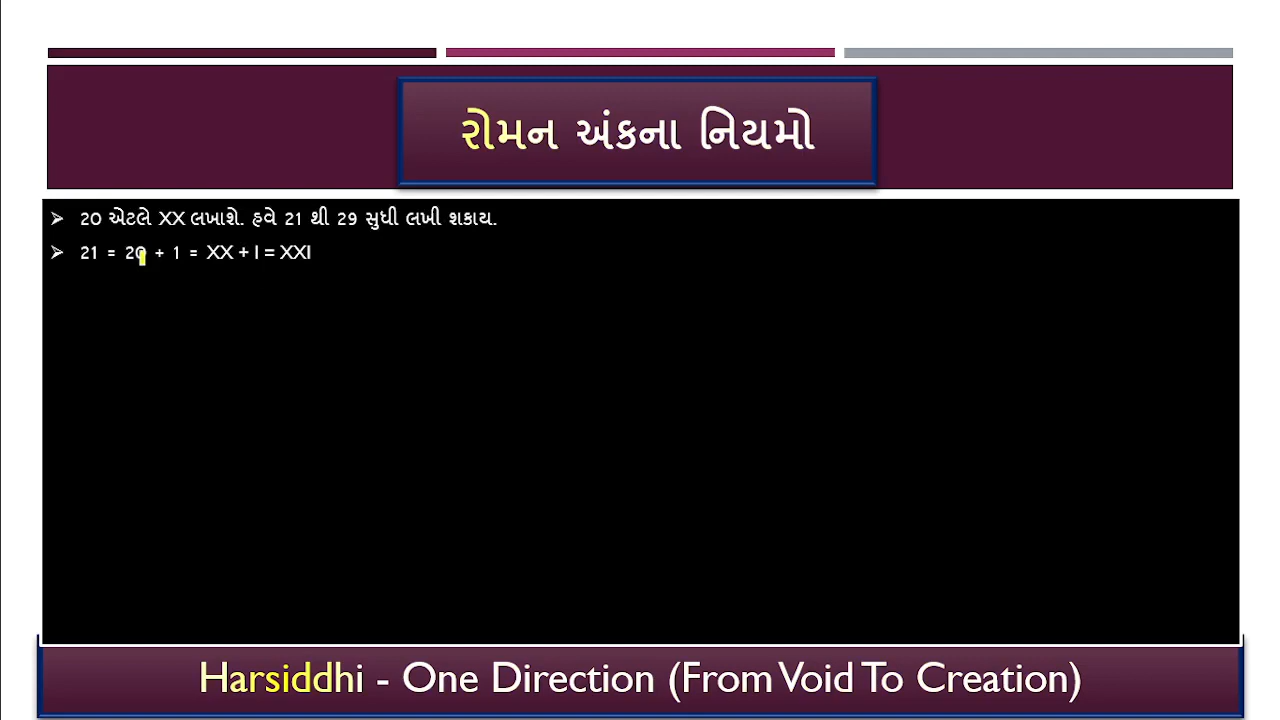 રોમન અંકના નિયમો
➢ 20 એટલે XX લખાશે. હવે 21 થી 29 સુધી લખી શકાય.
➢ 21 = 20 + 1 = XX + I = XXI
Harsiddhi - One Direction (From Void To Creation)